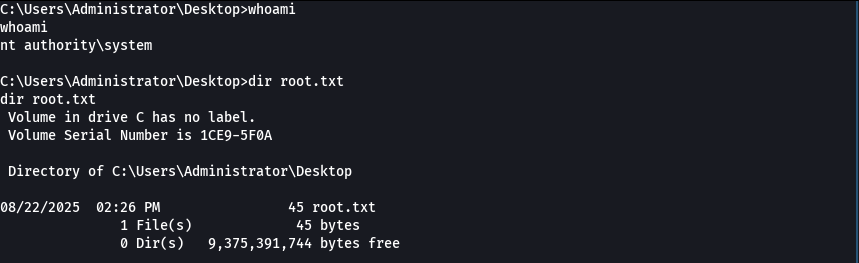 C:\Users\Administrator\Desktop>whoami
whoami
nt authority\system
C:\Users\Administrator\Desktop>dir root.txt
dir root.txt
Volume in drive C has no label.
Volume Serial Number is 1CE9-5F0A
Directory of C:\Users\Administrator\Desktop
08/22/2025  02:26 PM                45 root.txt
1 File(s)             45 bytes
0 Dir(s)   9,375,391,744 bytes free